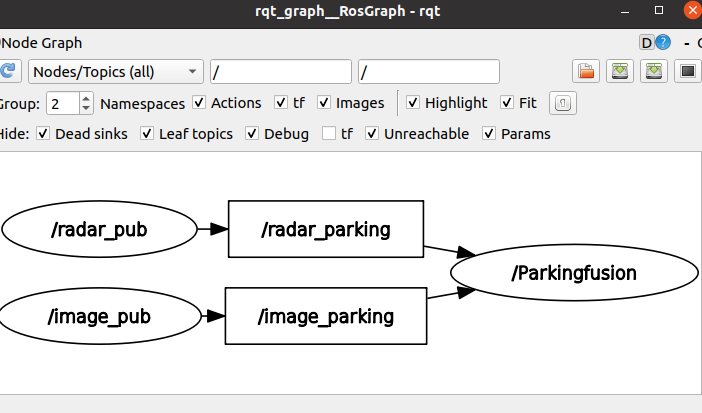 rqt_graph__RosGraph - rqt
Node Graph D ? - O
Nodes/Topics (all) / /
Group: 2 Namespaces Actions tf Images Highlight Fit
Hide: Dead sinks Leaf topics Debug tf Unreachable Params
/radar_pub /radar_parking
/Parkingfusion
/image_pub /image_parking